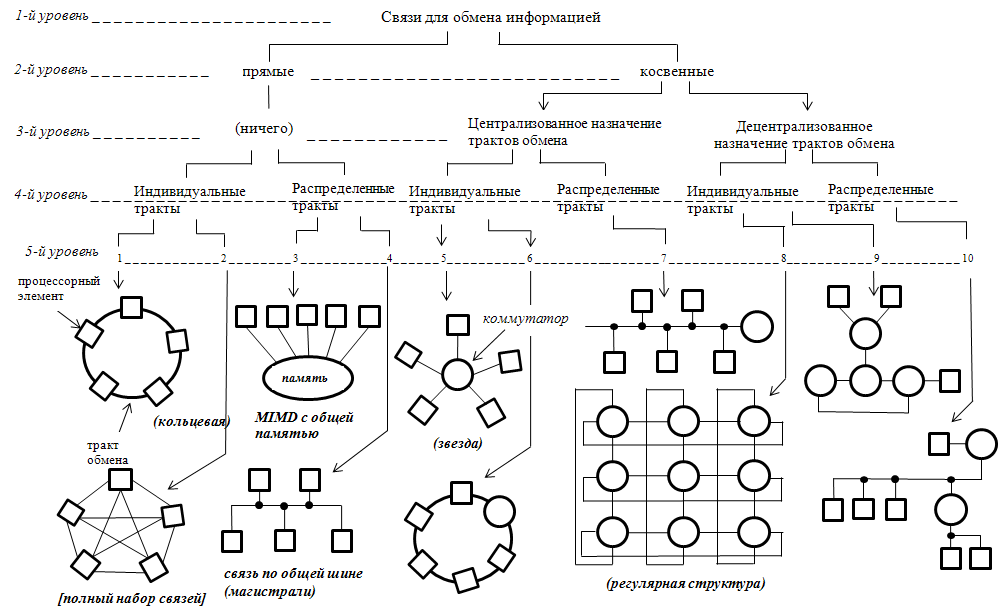 1-й уровень
Связи для обмена информацией
2-й уровень
прямые
косвенные
3-й уровень
(ничего)
Централизованное назначение
трактов обмена
Децентрализованное
назначение трактов обмена
4-й уровень
Индивидуальные
тракты
Распределенные
тракты
Индивидуальные
тракты
Распределенные
тракты
Индивидуальные
тракты
Распределенные
тракты
5-й уровень
1 2 3 4 5 6 7 8 9 10
процессорный
элемент
(кольцевая)
память
MIMD с общей
памятью
коммутатор
(звезда)
тракт
обмена
[полный набор связей]
связь по общей шине
(магистрали)
(регулярная структура)